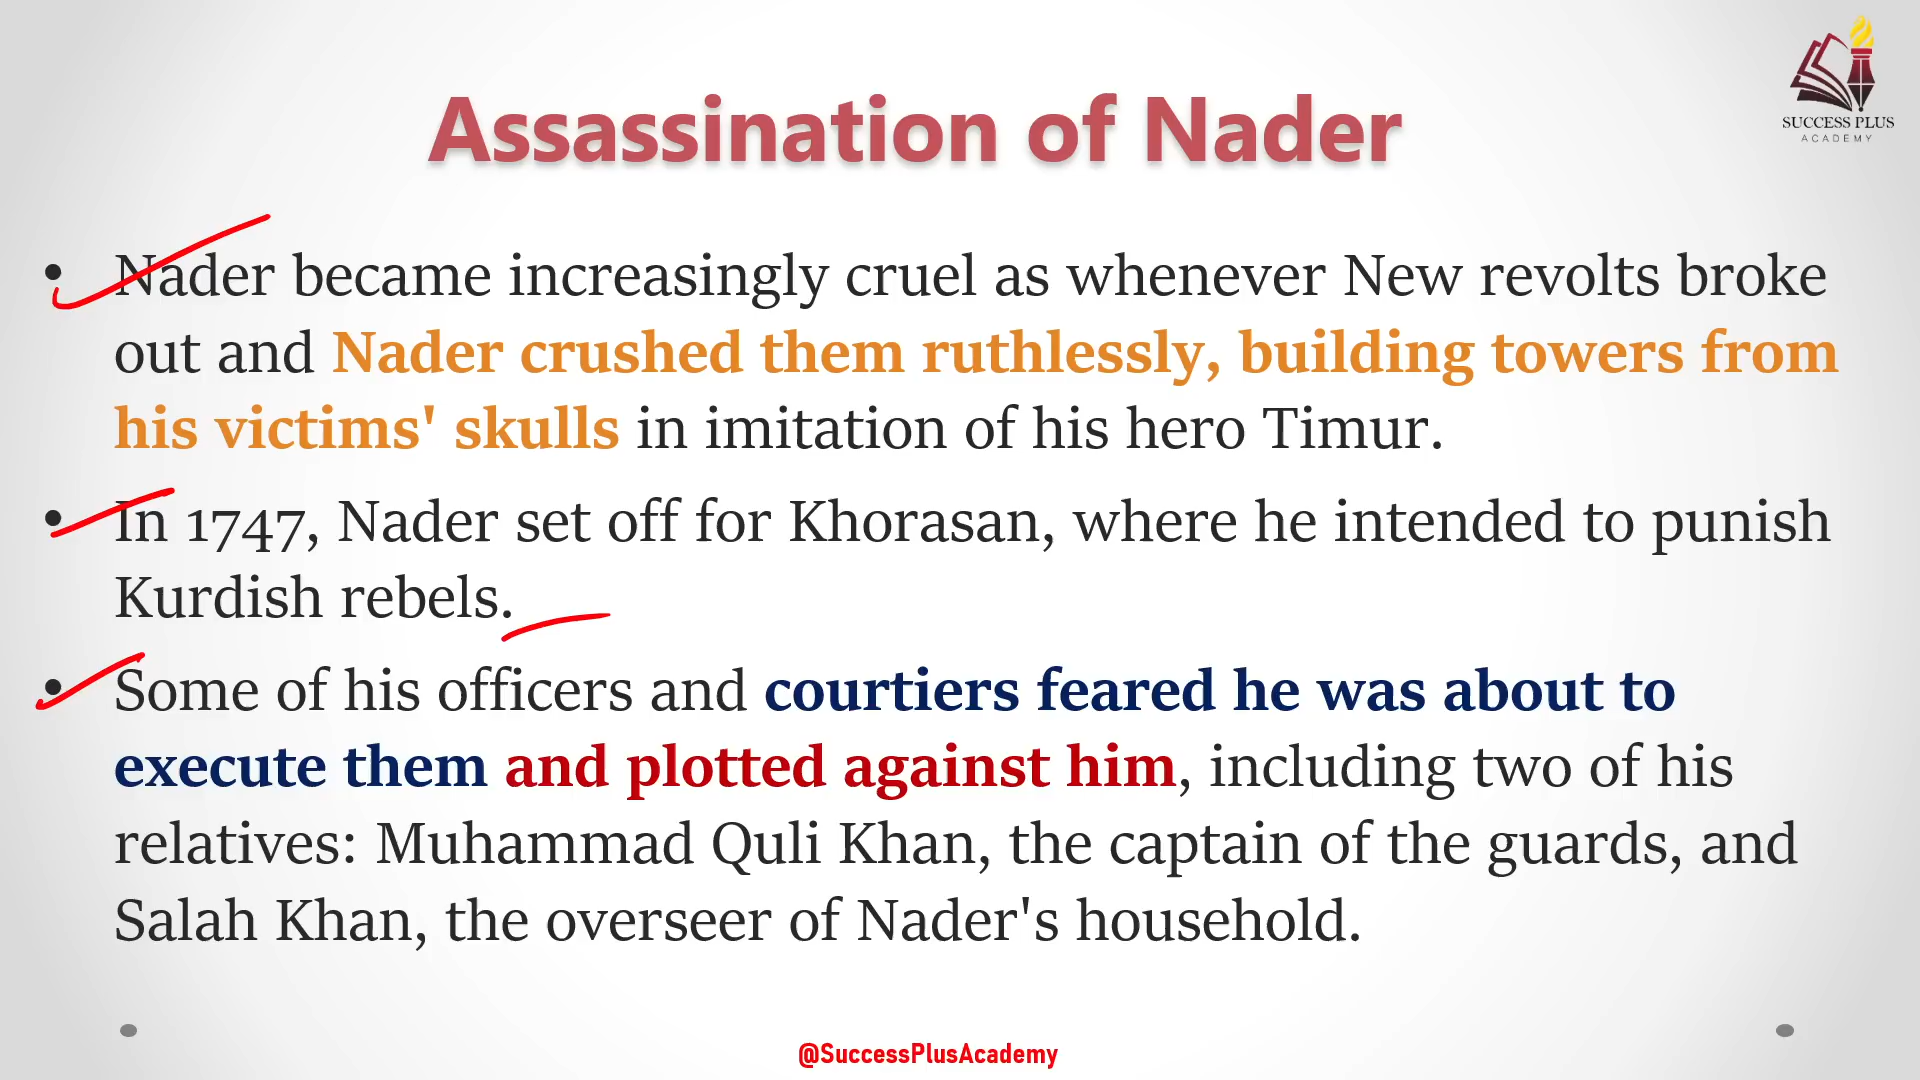 SUCCESS PLUS
ACADEMY
Assassination of Nader
• Nader became increasingly cruel as whenever New revolts broke
out and Nader crushed them ruthlessly, building towers from
his victims' skulls in imitation of his hero Timur.
• In 1747, Nader set off for Khorasan, where he intended to punish
Kurdish rebels.
• Some of his officers and courtiers feared he was about to
execute them and plotted against him, including two of his
relatives: Muhammad Quli Khan, the captain of the guards, and
Salah Khan, the overseer of Nader's household.
@SuccessPlusAcademy